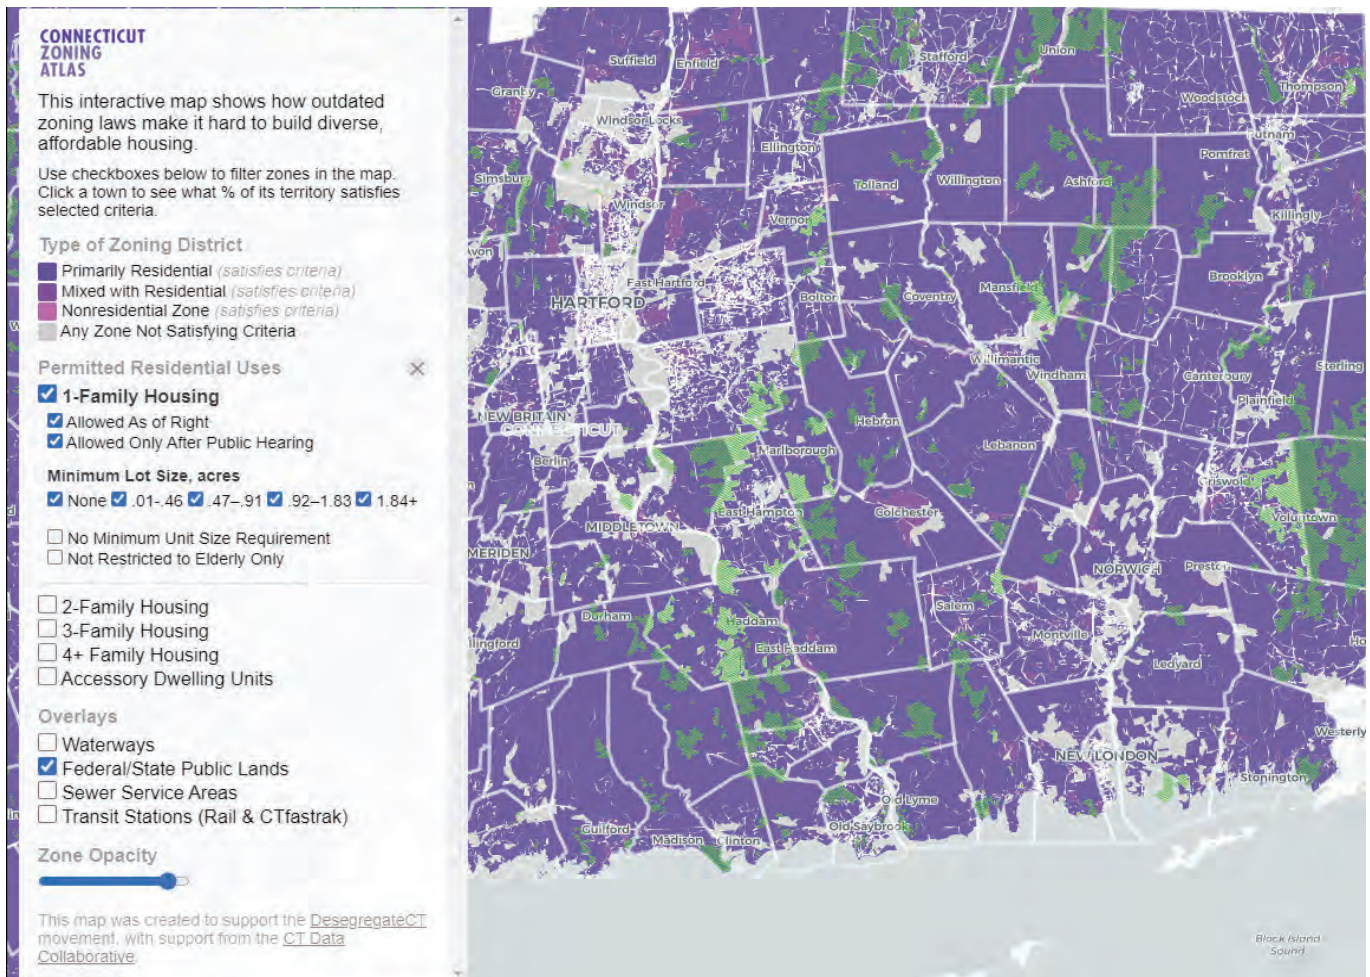 CONNECTICUT
ZONING
ATLAS
This interactive map shows how outdated
zoning laws make it hard to build diverse,
affordable housing.
Use checkboxes below to filter zones in the map.
Click a town to see what % of its territory satisfies
selected criteria.
Type of Zoning District
Primarily Residential (satisfies criteria)
Mixed with Residential (satisfies criteria)
Nonresidential Zone (satisfies criteria)
Any Zone Not Satisfying Criteria
Permitted Residential Uses
1-Family Housing
Allowed As of Right
Allowed Only After Public Hearing
Minimum Lot Size, acres
None .01-.46 .47–.91 .92–1.83 1.84+
No Minimum Unit Size Requirement
Not Restricted to Elderly Only
2-Family Housing
3-Family Housing
4+ Family Housing
Accessory Dwelling Units
Overlays
Waterways
Federal/State Public Lands
Sewer Service Areas
Transit Stations (Rail & CTfastrak)
Zone Opacity
This map was created to support the DesegregateCT
movement, with support from the CT Data
Collaborative.
Suffield
Enfield
Stafford
Union
Granby
Woodstock
Thompson
Windsor Locks
Putnam
Ellington
Pomfret
Simsbury
Tolland
Willington
Ashford
Windsor
Vernon
Killingly
Avon
East Hartford
Brooklyn
HARTFORD
Bolton
Coventry
Mansfield
Willimantic
Windham
Canterbury
Sterling
Plainfield
NEW BRITAIN
CONNECTICUT
Hebron
Lebanon
Berlin
Marlborough
Griswold
MIDDLETOWN
East Hampton
Colchester
Voluntown
MERIDEN
NORWICH
Preston
Durham
Haddam
Salem
Montville
llingford
East Haddam
Ledyard
Westerly
NEW LONDON
Stonington
Old Lyme
Old Saybrook
Guilford
Madison
Clinton
Block Island
Sound